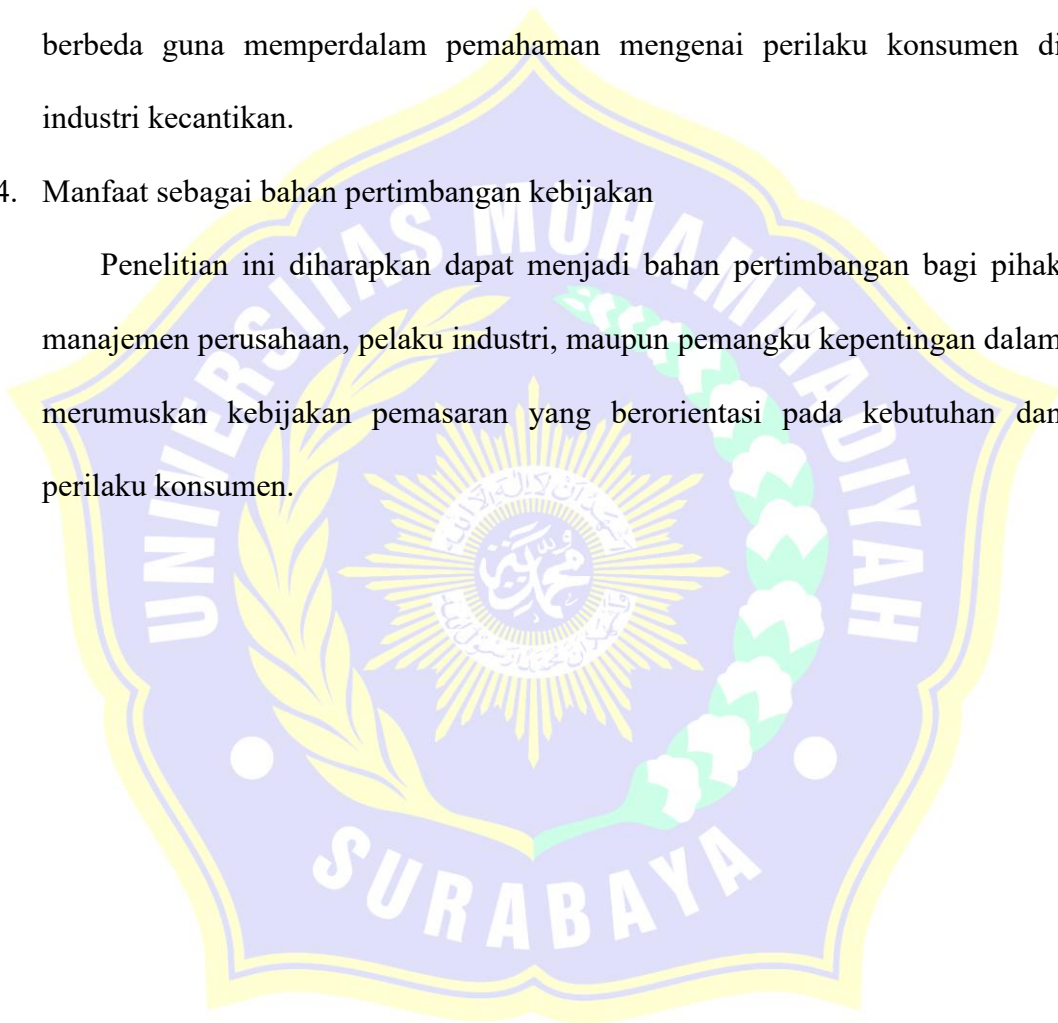 berbeda guna memperdalam pemahaman mengenai perilaku konsumen di
industri kecantikan.
4. Manfaat sebagai bahan pertimbangan kebijakan
Penelitian ini diharapkan dapat menjadi bahan pertimbangan bagi pihak
manajemen perusahaan, pelaku industri, maupun pemangku kepentingan dalam
merumuskan kebijakan pemasaran yang berorientasi pada kebutuhan dan
perilaku konsumen.
UNIVERSITAS MUHAMMADIYAH
SURABAYA